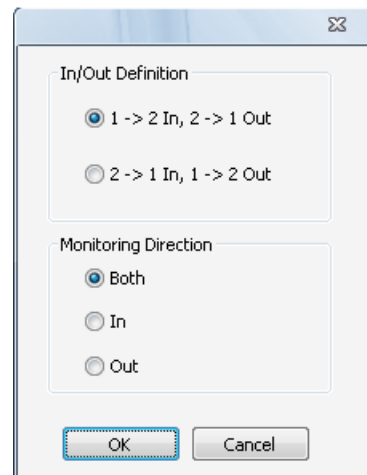 In/Out Definition
1 -> 2 In, 2 -> 1 Out
2 -> 1 In, 1 -> 2 Out
Monitoring Direction
Both
In
Out
OK Cancel